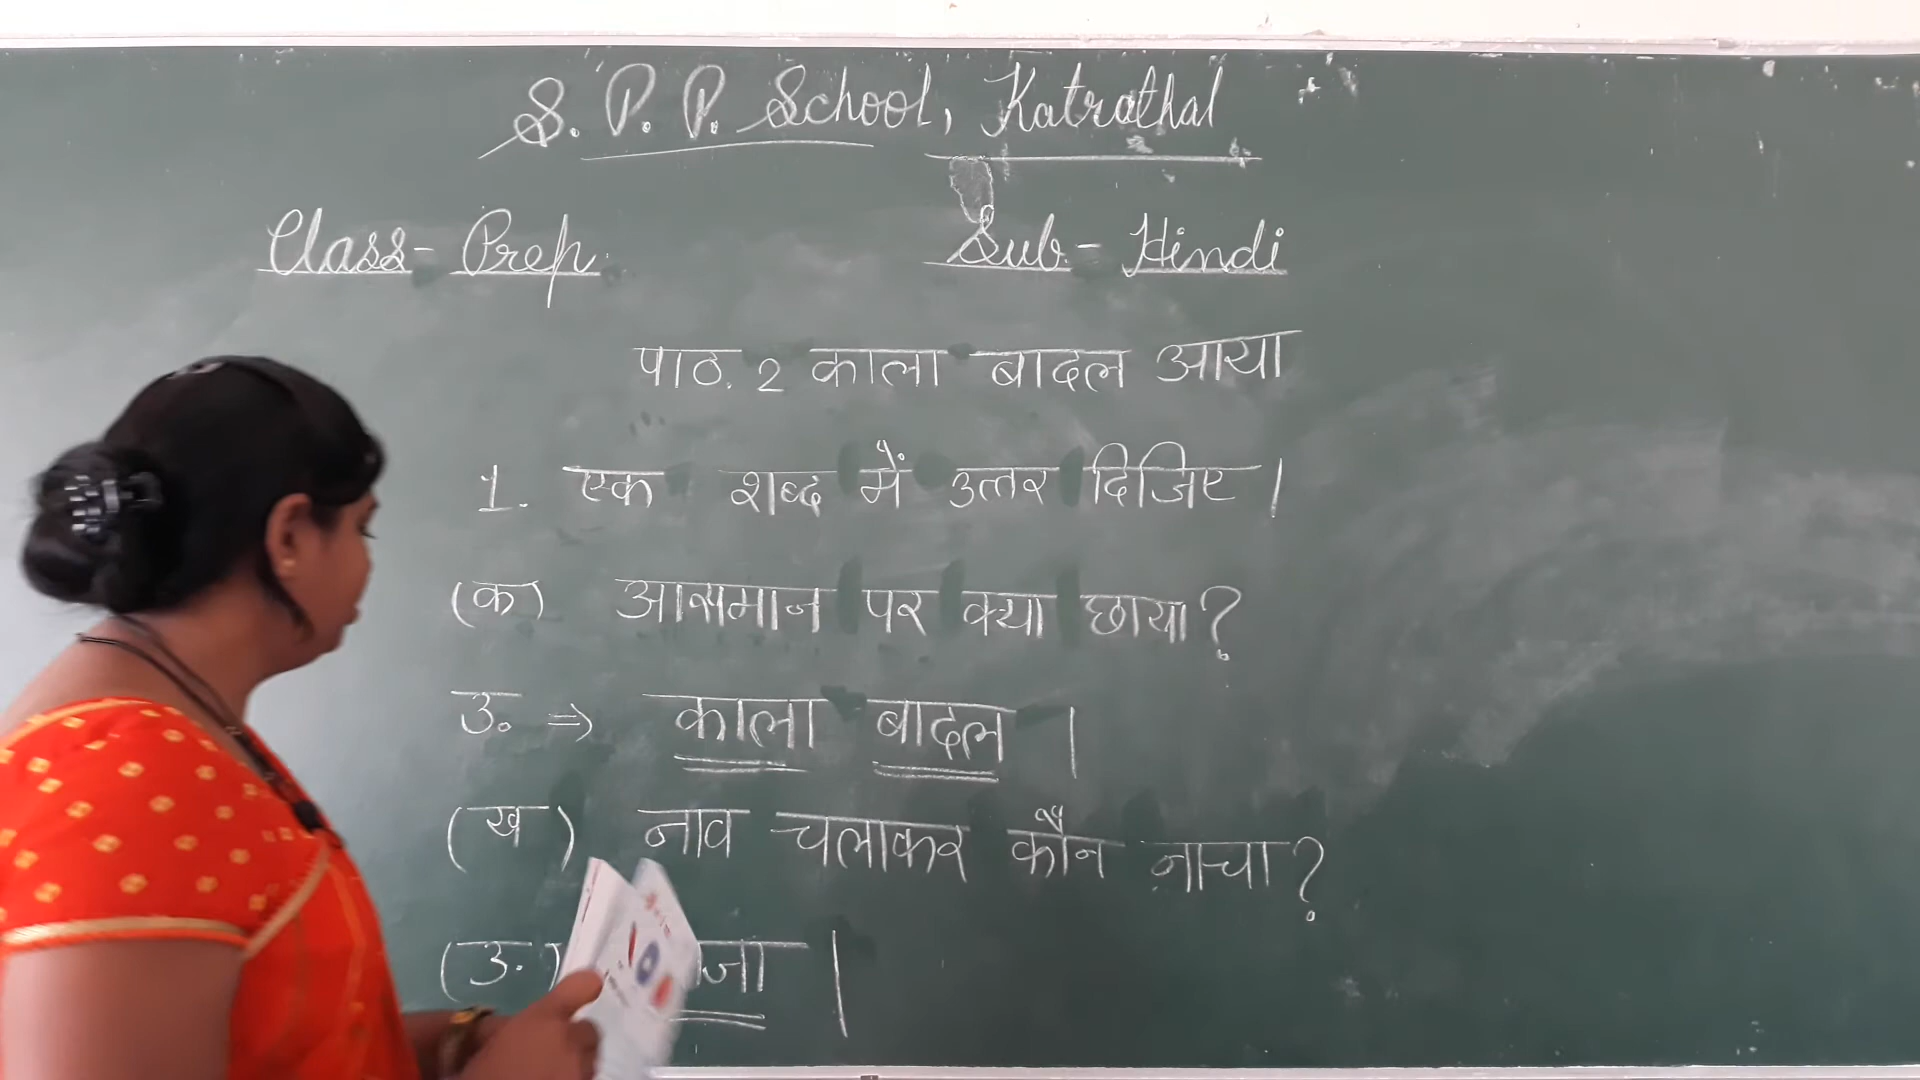 S. P. P. School, Katrathal
Class- Prep. Sub.- Hindi
पाठ. 2 काला बादल आया
1. एक शब्द में उत्तर दिजिए।
(क) आसमान पर क्या छाया?
उ. ⇒ काला बादल ।
(ख) नाव चलाकर कौन नाचा?
(उ.) ।